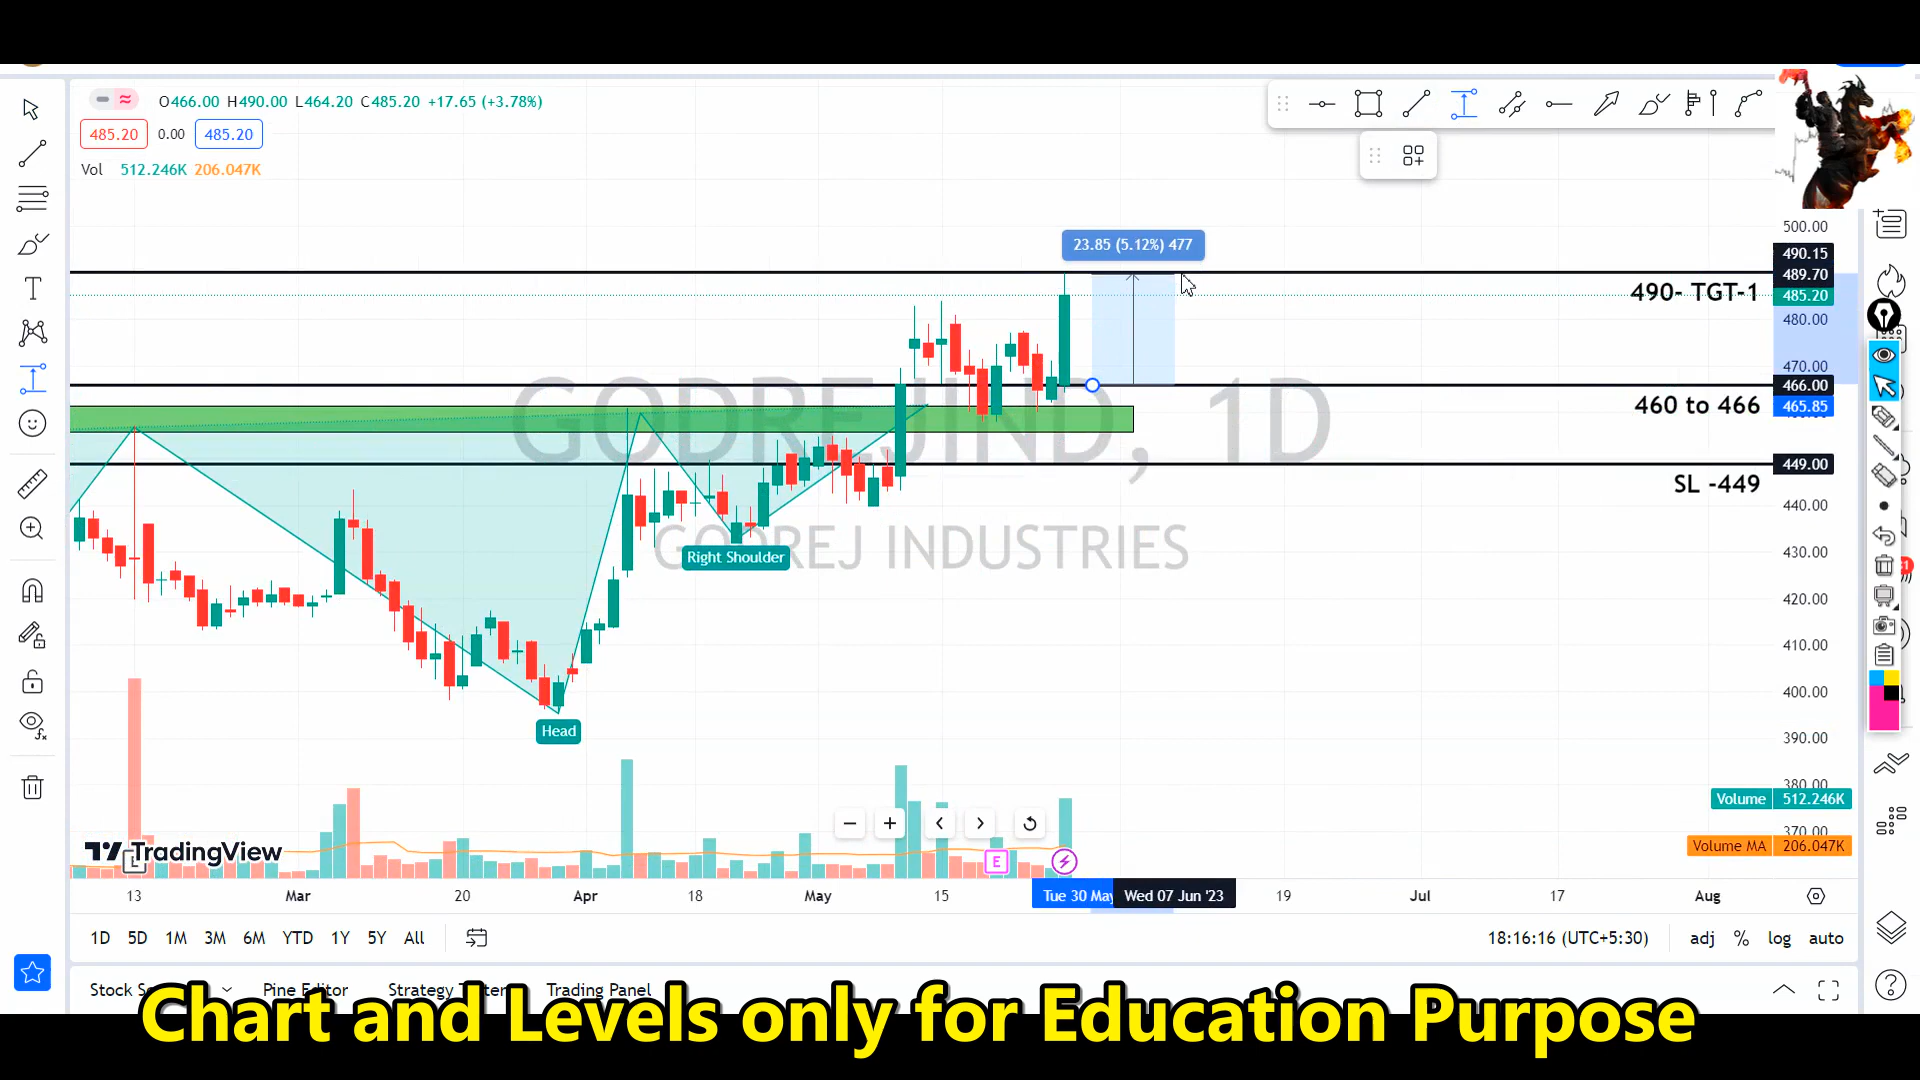 O466.00 H490.00 L464.20 C485.20 +17.65 (+3.78%)
485.20 0.00 485.20
Vol 512.246K 206.047K
23.85 (5.12%) 477
500.00
490.15
489.70
490- TGT-1
485.20
480.00
470.00
466.00
460 to 466
465.85
449.00
SL -449
440.00
430.00
420.00
410.00
400.00
390.00
380.00
370.00
GODREJIND, 1D
GODREJ INDUSTRIES
Right Shoulder
Head
Volume 512.246K
Volume MA 206.047K
TradingView
E
13 Mar 20 Apr 18 May 15 Tue 30 May Wed 07 Jun '23 19 Jul 17 Aug
1D 5D 1M 3M 6M YTD 1Y 5Y All
18:16:16 (UTC+5:30) adj % log auto
Pine Editor Trading Panel
Chart and Levels only for Education Purpose